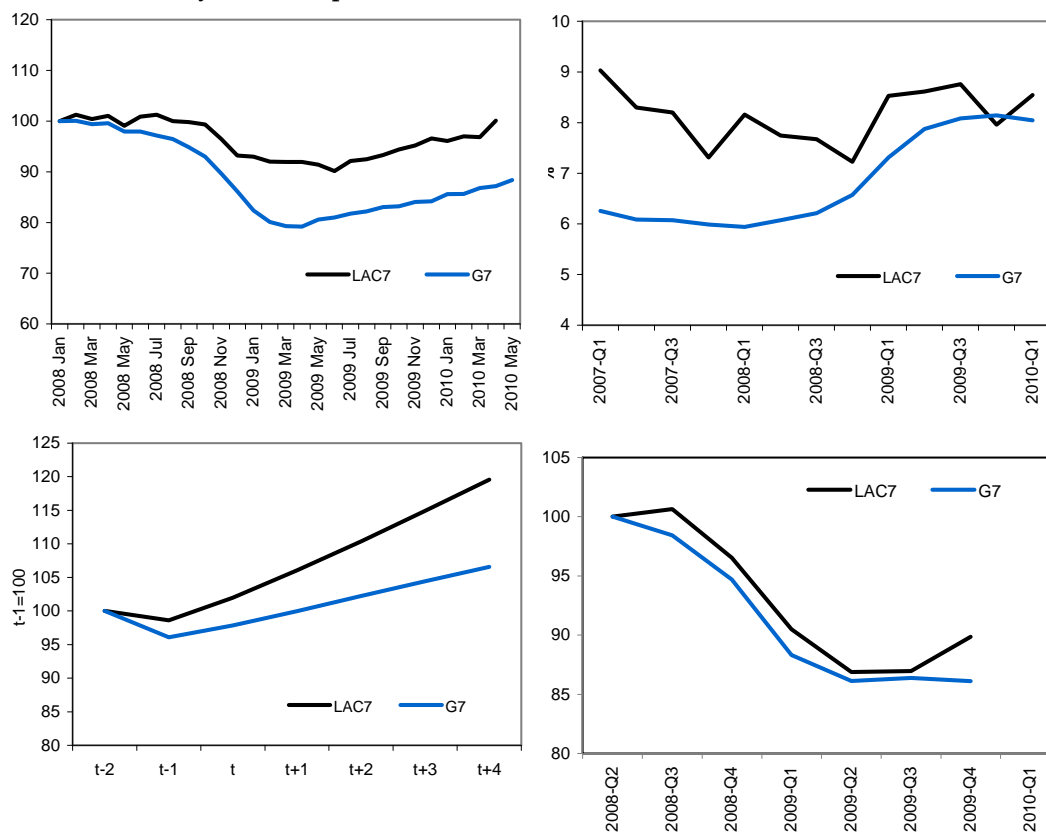 120
110
100
90
80
70
60
LAC7 G7
2008 Jan
2008 Mar
2008 May
2008 Jul
2008 Sep
2008 Nov
2009 Jan
2009 Mar
2009 May
2009 Jul
2009 Sep
2009 Nov
2010 Jan
2010 Mar
2010 May
10
9
8
7
6
5
4
LAC7 G7
2007-Q1
2007-Q3
2008-Q1
2008-Q3
2009-Q1
2009-Q3
2010-Q1
t-1=100
125
120
115
110
105
100
95
90
85
80
LAC7 G7
t-2 t-1 t t+1 t+2 t+3 t+4
105
100
95
90
85
80
LAC7 G7
2008-Q2
2008-Q3
2008-Q4
2009-Q1
2009-Q2
2009-Q3
2009-Q4
2010-Q1